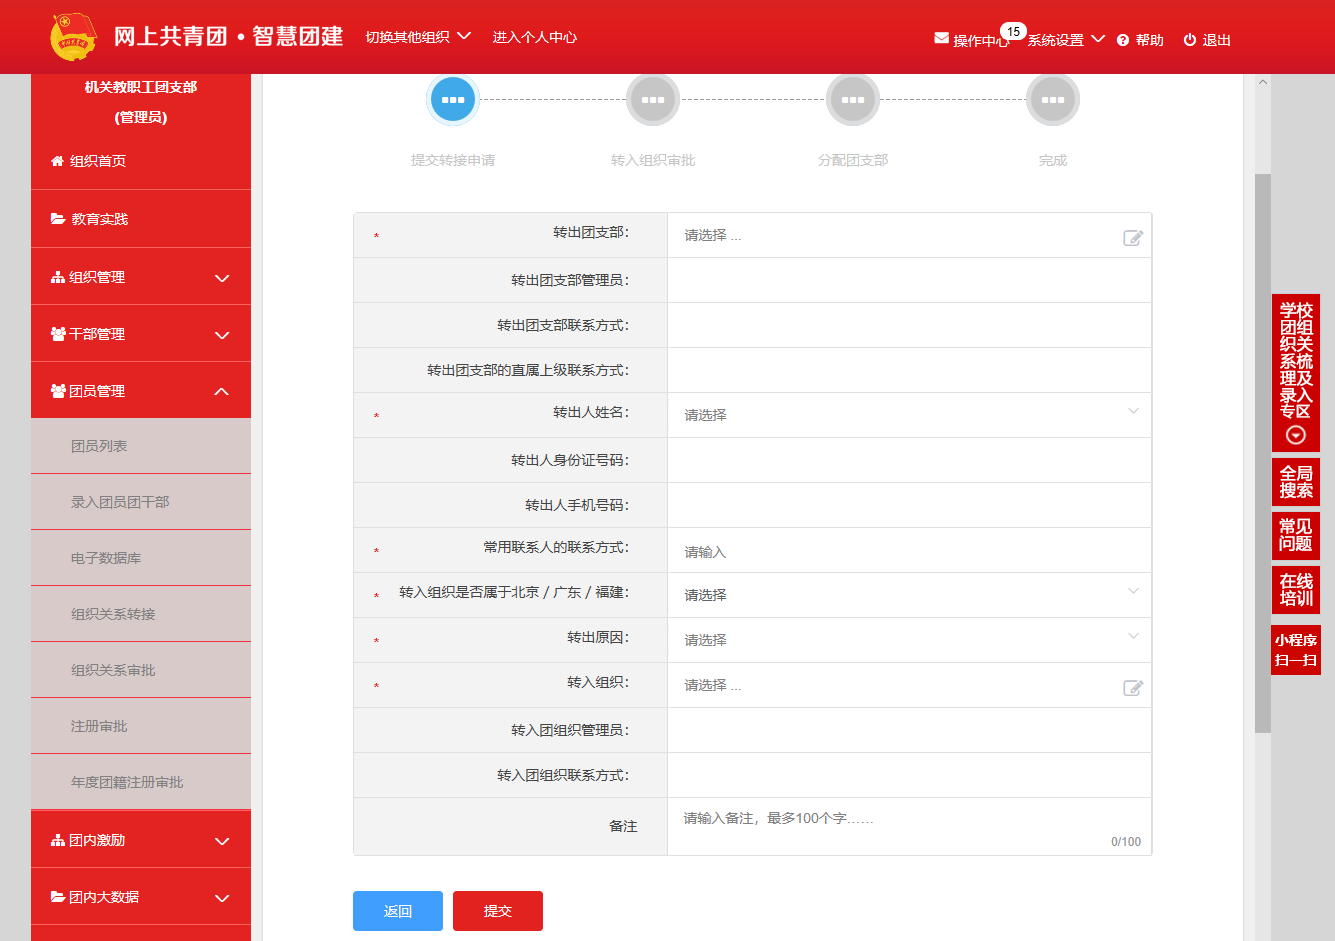 网上共青团·智慧团建
切换其他组织
进入个人中心
操作中心
15
系统设置
帮助
退出
机关教职工团支部
(管理员)
组织首页
教育实践
组织管理
干部管理
团员管理
团员列表
录入团员团干部
电子数据库
组织关系转接
组织关系审批
注册审批
年度团籍注册审批
团内激励
团内大数据
提交转接申请
转入组织审批
分配团支部
完成
* 转出团支部： 请选择 ...
转出团支部管理员：
转出团支部联系方式：
转出团支部的直属上级联系方式：
* 转出人姓名： 请选择
转出人身份证号码：
转出人手机号码：
* 常用联系人的联系方式： 请输入
* 转入组织是否属于北京 / 广东 / 福建： 请选择
* 转出原因： 请选择
* 转入组织： 请选择 ...
转入团组织管理员：
转入团组织联系方式：
备注 请输入备注，最多100个字……
0/100
返回
提交
学校
团组
织关
系梳
理及
录入
专区
全局
搜索
常见
问题
在线
培训
小程序
扫一扫